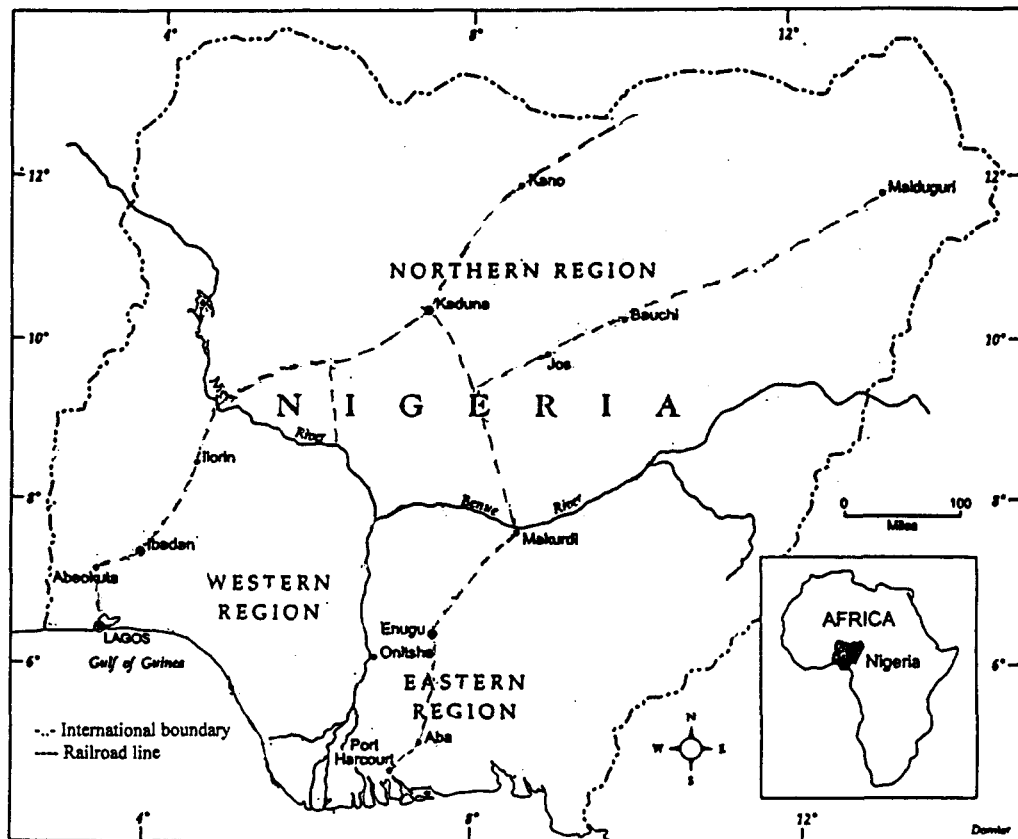 4°
8°
12°
12°
12°
Kano
Maiduguri
NORTHERN REGION
Kaduna
Bauchi
10°
10°
Jos
NIGERIA
River
Ilorin
8°
Benue
River
8°
0 100
Miles
Makurdi
Ibadan
Abeokuta
WESTERN
REGION
AFRICA
Nigeria
Enugu
LAGOS
Onitsha
6°
Gulf of Guinea
6°
EASTERN
REGION
N
W E
S
-··- International boundary
--- Railroad line
Aba
Port
Harcourt
4°
8°
12°